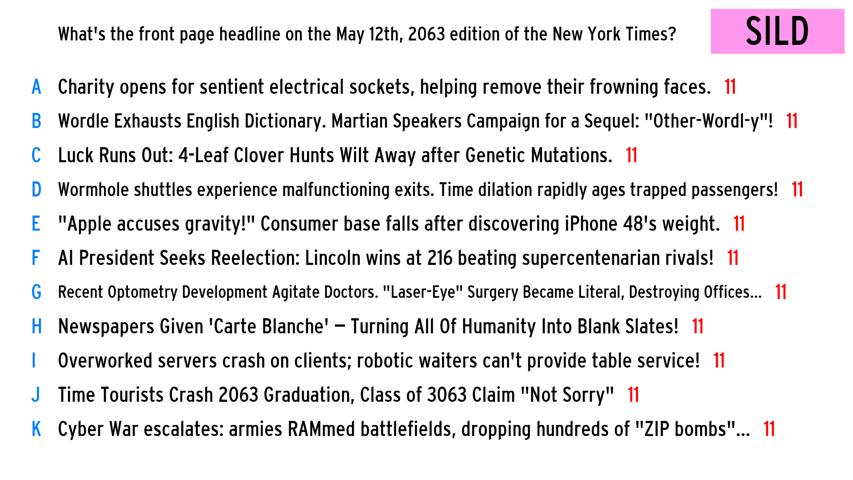 What's the front page headline on the May 12th, 2063 edition of the New York Times?
SILD
A Charity opens for sentient electrical sockets, helping remove their frowning faces. 11
B Wordle Exhausts English Dictionary. Martian Speakers Campaign for a Sequel: "Other-Wordl-y"! 11
C Luck Runs Out: 4-Leaf Clover Hunts Wilt Away after Genetic Mutations. 11
D Wormhole shuttles experience malfunctioning exits. Time dilation rapidly ages trapped passengers! 11
E "Apple accuses gravity!" Consumer base falls after discovering iPhone 48's weight. 11
F AI President Seeks Reelection: Lincoln wins at 216 beating supercentenarian rivals! 11
G Recent Optometry Development Agitate Doctors. "Laser-Eye" Surgery Became Literal, Destroying Offices... 11
H Newspapers Given 'Carte Blanche' – Turning All Of Humanity Into Blank Slates! 11
I Overworked servers crash on clients; robotic waiters can't provide table service! 11
J Time Tourists Crash 2063 Graduation, Class of 3063 Claim "Not Sorry" 11
K Cyber War escalates: armies RAMmed battlefields, dropping hundreds of "ZIP bombs"... 11